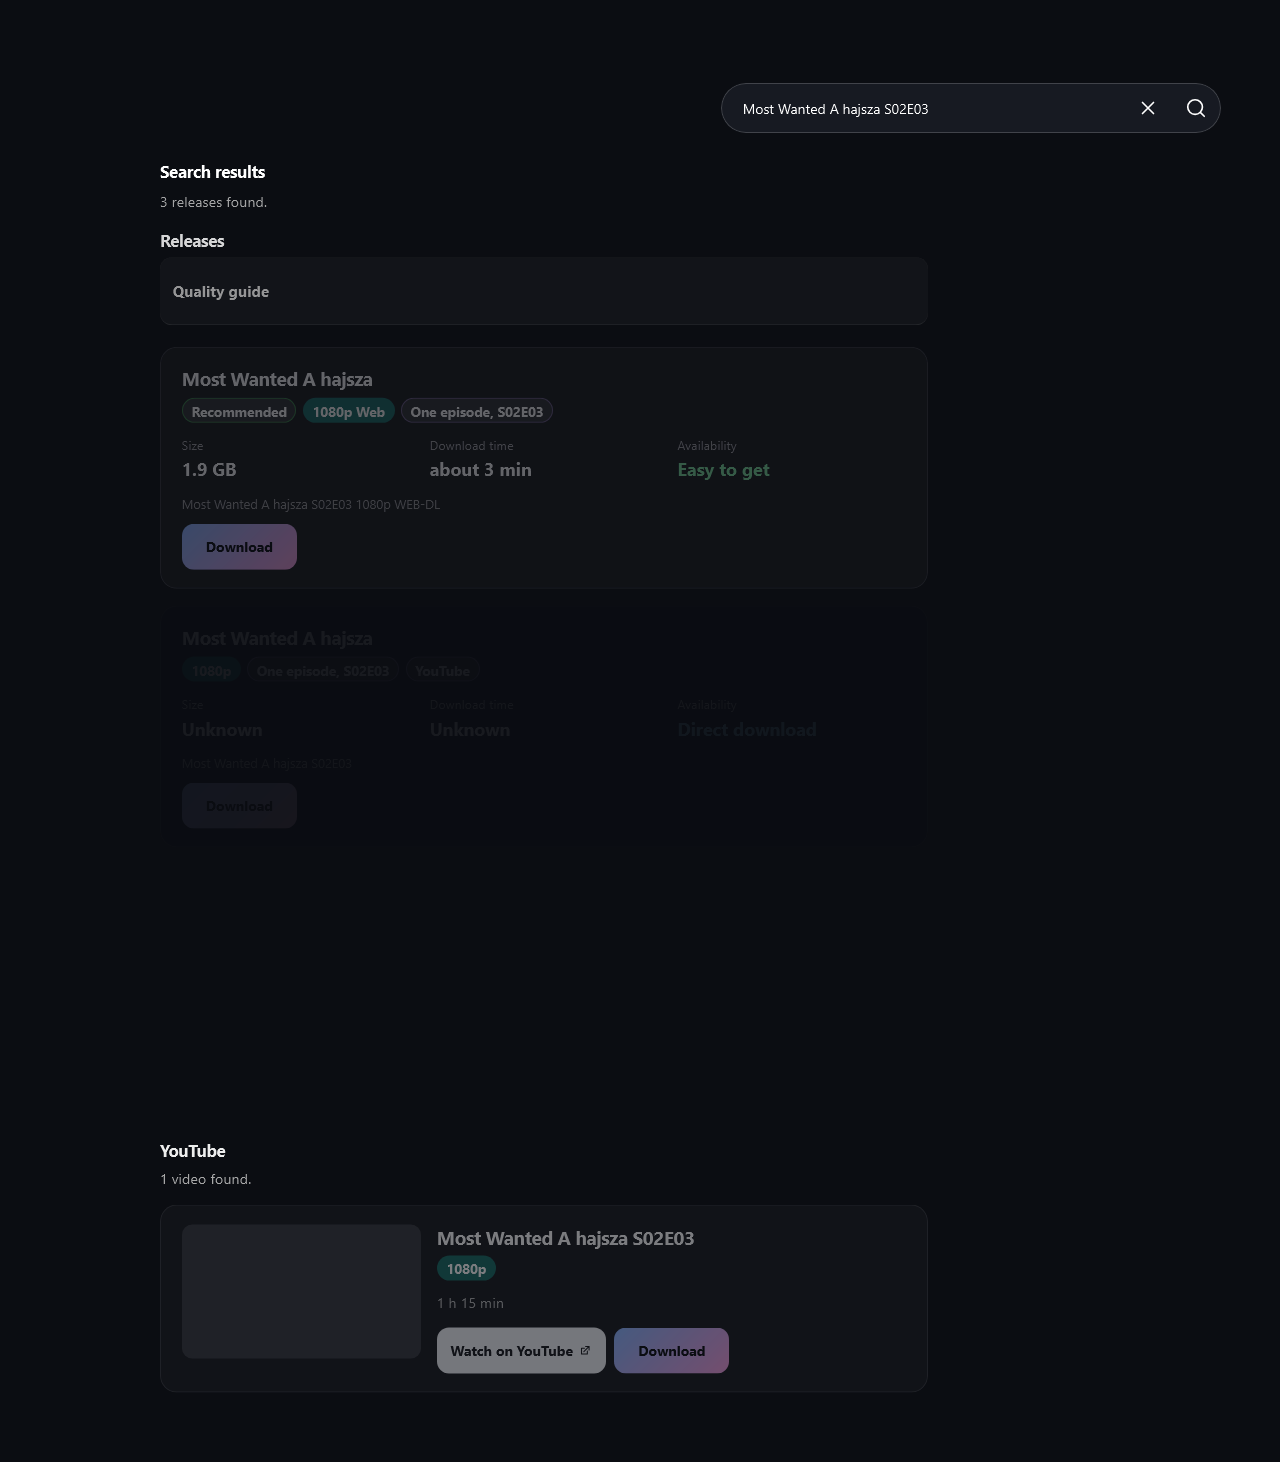 Most Wanted A hajsza S02E03
Search results
3 releases found.
Releases
Quality guide
Most Wanted A hajsza
Recommended 1080p Web One episode, S02E03
Size Download time Availability
1.9 GB about 3 min Easy to get
Most Wanted A hajsza S02E03 1080p WEB-DL
Download
Most Wanted A hajsza
1080p One episode, S02E03 YouTube
Size Download time Availability
Unknown Unknown Direct download
Most Wanted A hajsza S02E03
Download
YouTube
1 video found.
Most Wanted A hajsza S02E03
1080p
1 h 15 min
Watch on YouTube Download